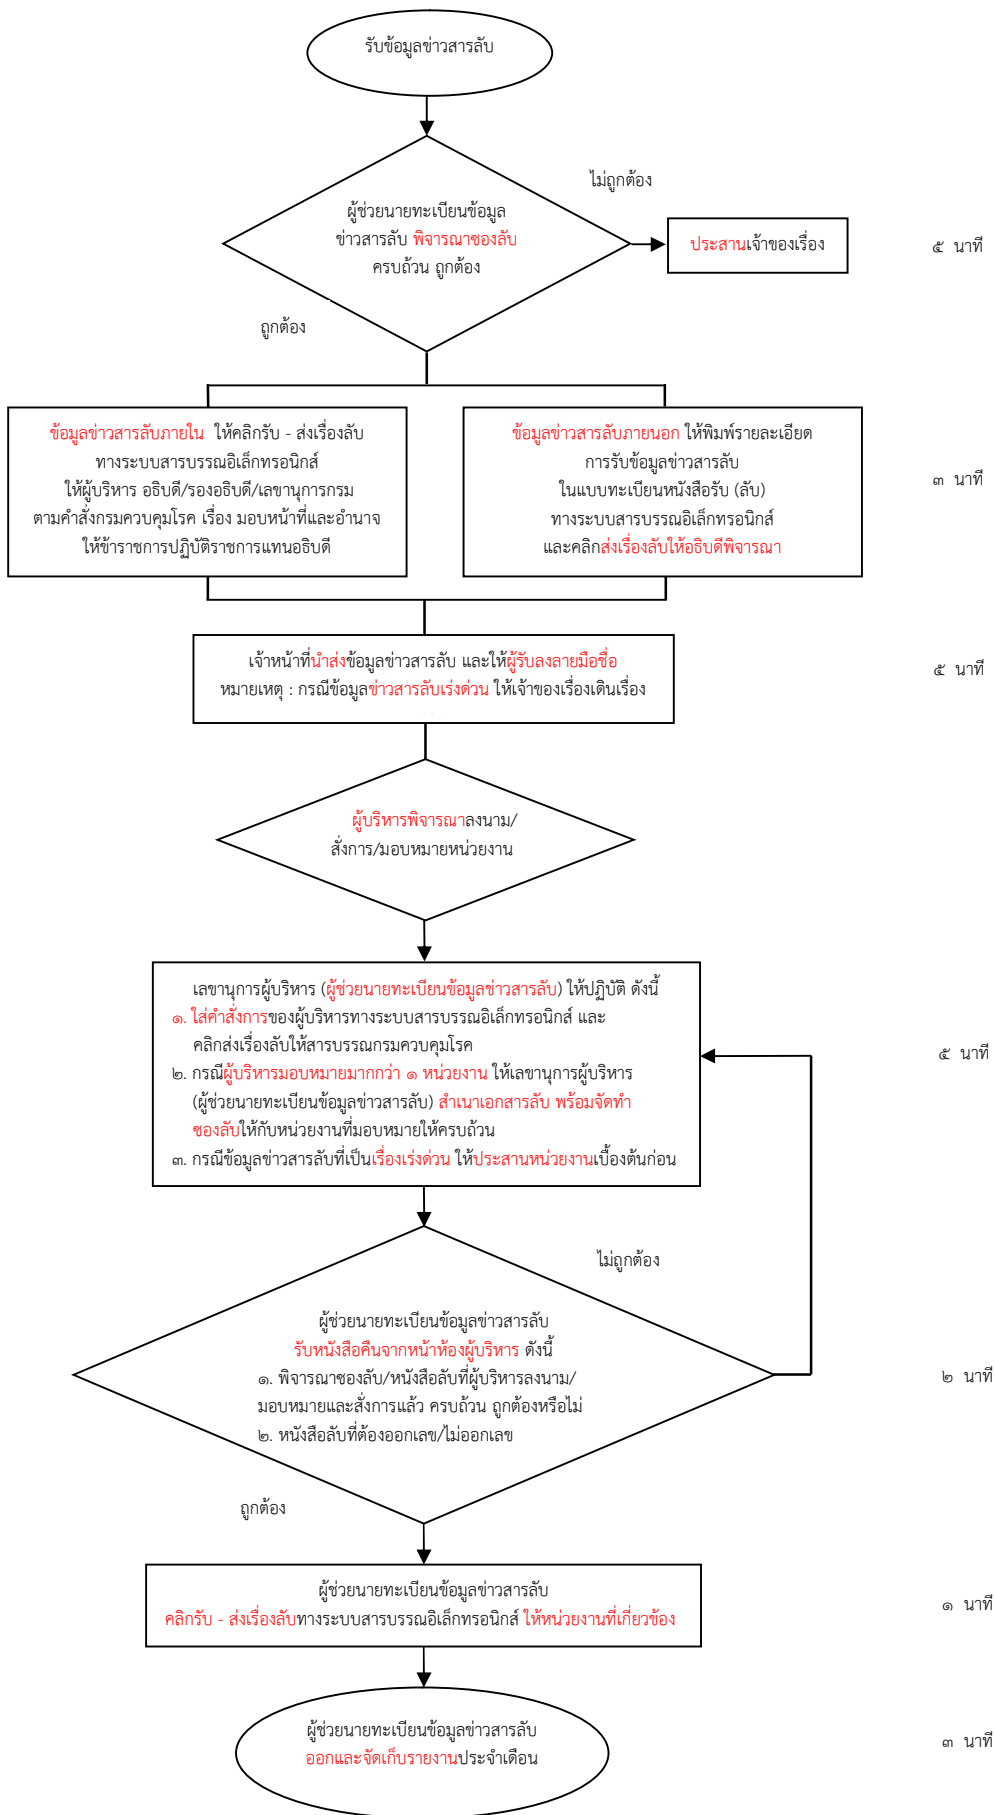 รับข้อมูลข่าวสารลับ
ไม่ถูกต้อง
ผู้ช่วยนายทะเบียนข้อมูล
ข่าวสารลับ พิจารณาซองลับ
ครบถ้วน ถูกต้อง
ประสานเจ้าของเรื่อง
๕ นาที
ถูกต้อง
ข้อมูลข่าวสารลับภายใน ให้คลิกรับ - ส่งเรื่องลับ
ทางระบบสารบรรณอิเล็กทรอนิกส์
ให้ผู้บริหาร อธิบดี/รองอธิบดี/เลขานุการกรม
ตามคำสั่งกรมควบคุมโรค เรื่อง มอบหน้าที่และอำนาจ
ให้ข้าราชการปฏิบัติราชการแทนอธิบดี
ข้อมูลข่าวสารลับภายนอก ให้พิมพ์รายละเอียด
การรับข้อมูลข่าวสารลับ
ในแบบทะเบียนหนังสือรับ (ลับ)
ทางระบบสารบรรณอิเล็กทรอนิกส์
และคลิกส่งเรื่องลับให้อธิบดีพิจารณา
๓ นาที
เจ้าหน้าที่นำส่งข้อมูลข่าวสารลับ และให้ผู้รับลงลายมือชื่อ
หมายเหตุ : กรณีข้อมูลข่าวสารลับเร่งด่วน ให้เจ้าของเรื่องเดินเรื่อง
๕ นาที
ผู้บริหารพิจารณาลงนาม/
สั่งการ/มอบหมายหน่วยงาน
เลขานุการผู้บริหาร (ผู้ช่วยนายทะเบียนข้อมูลข่าวสารลับ) ให้ปฏิบัติ ดังนี้
๑. ใส่คำสั่งการของผู้บริหารทางระบบสารบรรณอิเล็กทรอนิกส์ และ
คลิกส่งเรื่องลับให้สารบรรณกรมควบคุมโรค
๒. กรณีผู้บริหารมอบหมายมากกว่า ๑ หน่วยงาน ให้เลขานุการผู้บริหาร
(ผู้ช่วยนายทะเบียนข้อมูลข่าวสารลับ) สำเนาเอกสารลับ พร้อมจัดทำ
ซองลับให้กับหน่วยงานที่มอบหมายให้ครบถ้วน
๓. กรณีข้อมูลข่าวสารลับที่เป็นเรื่องเร่งด่วน ให้ประสานหน่วยงานเบื้องต้นก่อน
๕ นาที
ไม่ถูกต้อง
ผู้ช่วยนายทะเบียนข้อมูลข่าวสารลับ
รับหนังสือคืนจากหน้าห้องผู้บริหาร ดังนี้
๑. พิจารณาซองลับ/หนังสือลับที่ผู้บริหารลงนาม/
มอบหมายและสั่งการแล้ว ครบถ้วน ถูกต้องหรือไม่
๒. หนังสือลับที่ต้องออกเลข/ไม่ออกเลข
๒ นาที
ถูกต้อง
ผู้ช่วยนายทะเบียนข้อมูลข่าวสารลับ
คลิกรับ - ส่งเรื่องลับทางระบบสารบรรณอิเล็กทรอนิกส์ ให้หน่วยงานที่เกี่ยวข้อง
๑ นาที
ผู้ช่วยนายทะเบียนข้อมูลข่าวสารลับ
ออกและจัดเก็บรายงานประจำเดือน
๓ นาที